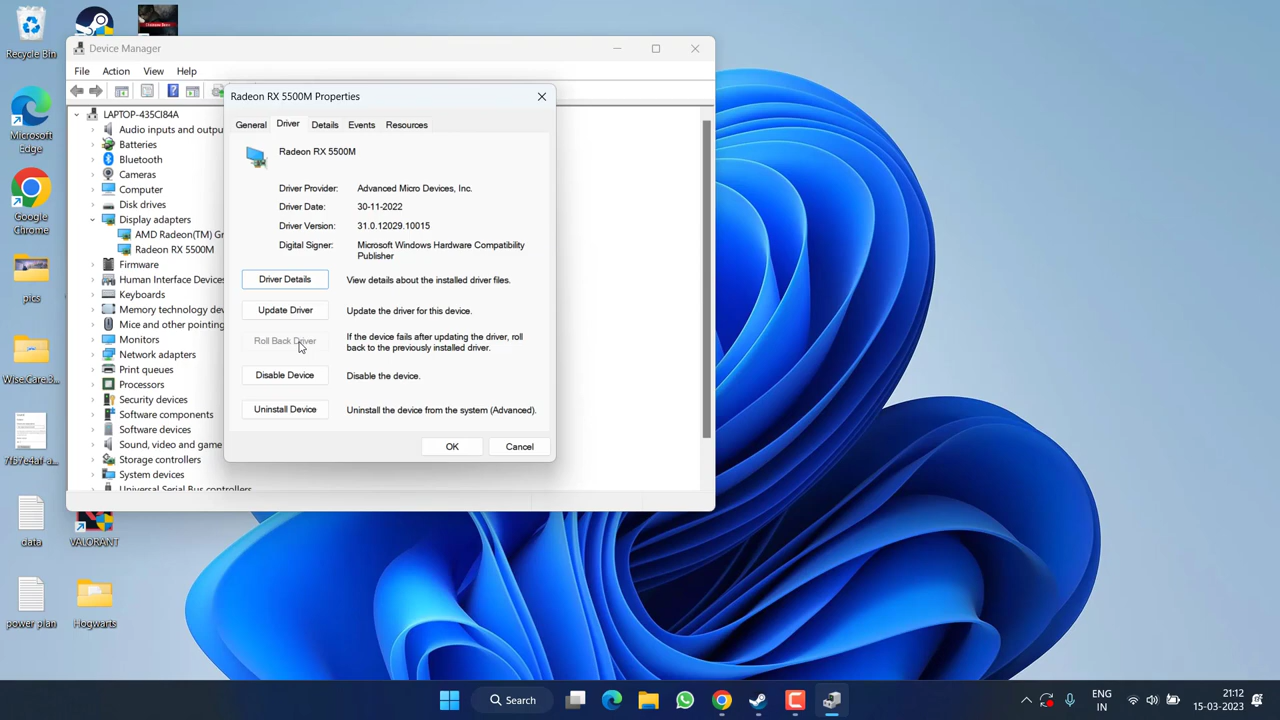 Recycle Bin
Microsoft
Edge
Google
Chrome
pics
Wise.Care.3...
7fb7e4af-a...
data
VALORANT
power plan
Hogwarts
Device Manager
File Action View Help
LAPTOP-435CI84A
Audio inputs and outpu
Batteries
Bluetooth
Cameras
Computer
Disk drives
Display adapters
AMD Radeon(TM) Gr
Radeon RX 5500M
Firmware
Human Interface Devices
Keyboards
Memory technology dev
Mice and other pointing
Monitors
Network adapters
Print queues
Processors
Security devices
Software components
Software devices
Sound, video and game
Storage controllers
System devices
Universal Serial Bus controllers
Radeon RX 5500M Properties
General Driver Details Events Resources
Radeon RX 5500M
Driver Provider: Advanced Micro Devices, Inc.
Driver Date: 30-11-2022
Driver Version: 31.0.12029.10015
Digital Signer: Microsoft Windows Hardware Compatibility
Publisher
Driver Details View details about the installed driver files.
Update Driver Update the driver for this device.
Roll Back Driver If the device fails after updating the driver, roll
back to the previously installed driver.
Disable Device Disable the device.
Uninstall Device Uninstall the device from the system (Advanced).
OK Cancel
Search
ENG
IN
21:12
15-03-2023